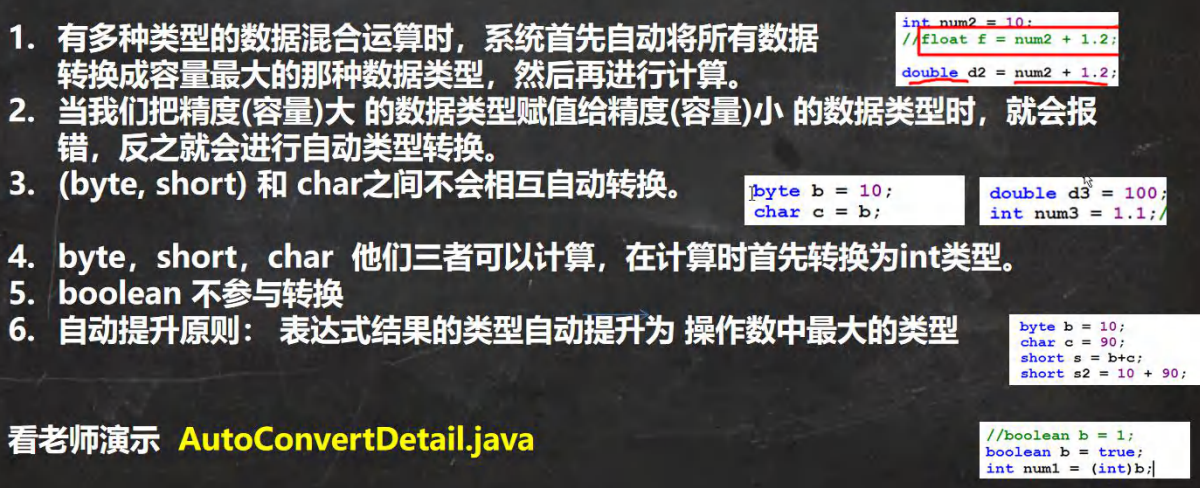 1. 有多种类型的数据混合运算时，系统首先自动将所有数据
转换成容量最大的那种数据类型，然后再进行计算。
int num2 = 10;
//float f = num2 + 1.2;
double d2 = num2 + 1.2;
2. 当我们把精度(容量)大 的数据类型赋值给精度(容量)小 的数据类型时，就会报
错，反之就会进行自动类型转换。
3. (byte, short) 和 char之间不会相互自动转换。
byte b = 10;
char c = b;
double d3 = 100;
int num3 = 1.1;/
4. byte，short，char 他们三者可以计算，在计算时首先转换为int类型。
5. boolean 不参与转换
6. 自动提升原则： 表达式结果的类型自动提升为 操作数中最大的类型
byte b = 10;
char c = 90;
short s = b+c;
short s2 = 10 + 90;
看老师演示 AutoConvertDetail.java
//boolean b = 1;
boolean b = true;
int num1 = (int)b;